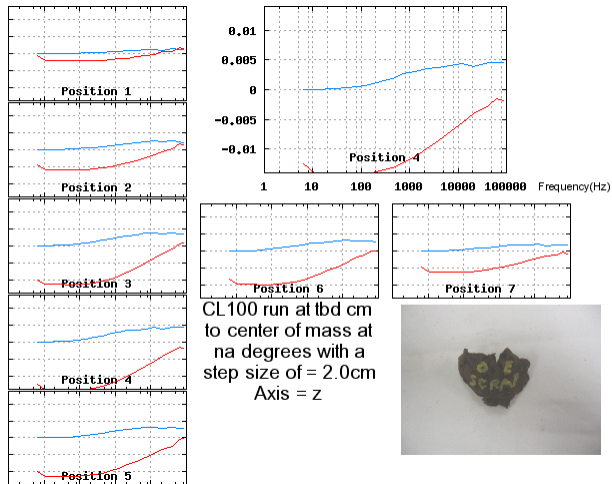 Position 1
Position 2
Position 3
Position 4
Position 5
0.01
0.005
0
-0.005
-0.01
Position 4
1 10 100 1000 10000 100000 Frequency(Hz)
Position 6
Position 7
CL100 run at tbd cm
to center of mass at
na degrees with a
step size of = 2.0cm
Axis = z
O E
SCRAP